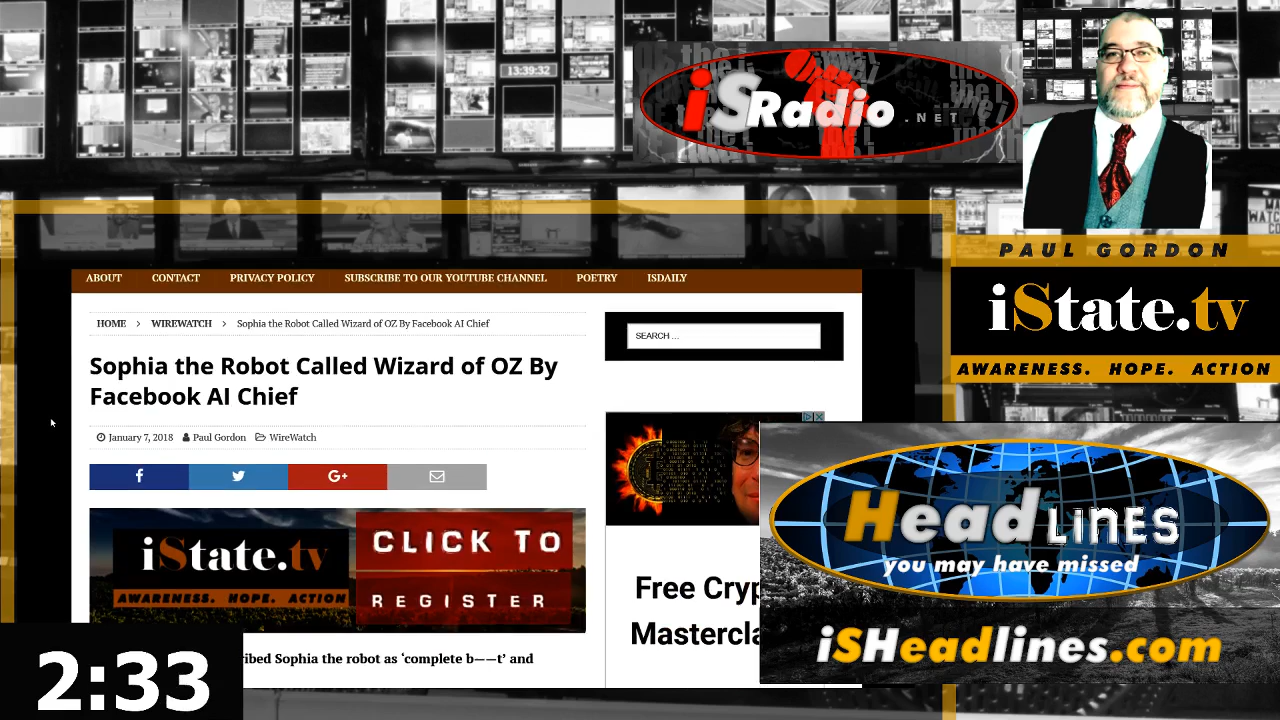 13:39:32
iSRadio.NET
PAUL GORDON
iState.tv
AWARENESS. HOPE. ACTION
ABOUT CONTACT PRIVACY POLICY SUBSCRIBE TO OUR YOUTUBE CHANNEL POETRY ISDAILY
HOME > WIREWATCH > Sophia the Robot Called Wizard of OZ By Facebook AI Chief
SEARCH …
Sophia the Robot Called Wizard of OZ By
Facebook AI Chief
January 7, 2018 Paul Gordon WireWatch
iState.tv
AWARENESS. HOPE. ACTION
CLICK TO
REGISTER
Free Cryp
Mastercla
HeadLINES
you may have missed
iSHeadlines.com
ribed Sophia the robot as ‘complete b——t’ and
2:33